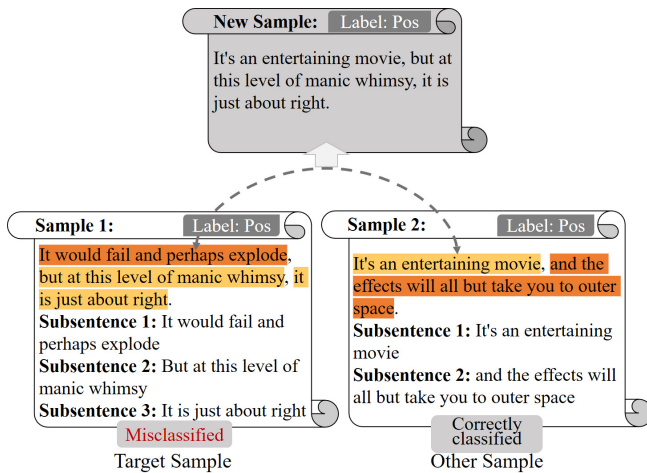 New Sample: Label: Pos
It's an entertaining movie, but at
this level of manic whimsy, it is
just about right.
Sample 1: Label: Pos
It would fail and perhaps explode,
but at this level of manic whimsy, it
is just about right.
Subsentence 1: It would fail and
perhaps explode
Subsentence 2: But at this level of
manic whimsy
Subsentence 3: It is just about right
Misclassified
Target Sample
Sample 2: Label: Pos
It's an entertaining movie, and the
effects will all but take you to outer
space.
Subsentence 1: It's an entertaining
movie
Subsentence 2: and the effects will
all but take you to outer space
Correctly
classified
Other Sample